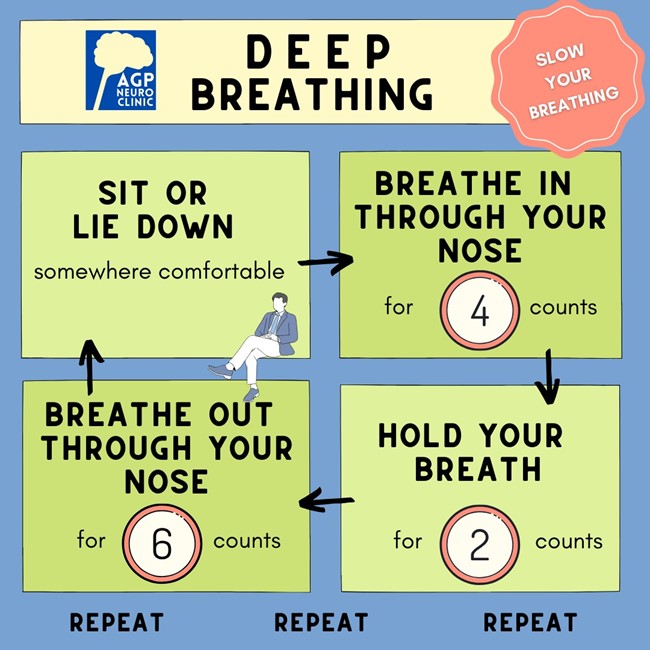 AGP
NEURO
CLINIC
DEEP
BREATHING
SLOW
YOUR
BREATHING
SIT OR
LIE DOWN
somewhere comfortable
BREATHE IN
THROUGH YOUR
NOSE
for 4 counts
BREATHE OUT
THROUGH YOUR
NOSE
for 6 counts
HOLD YOUR
BREATH
for 2 counts
REPEAT REPEAT REPEAT